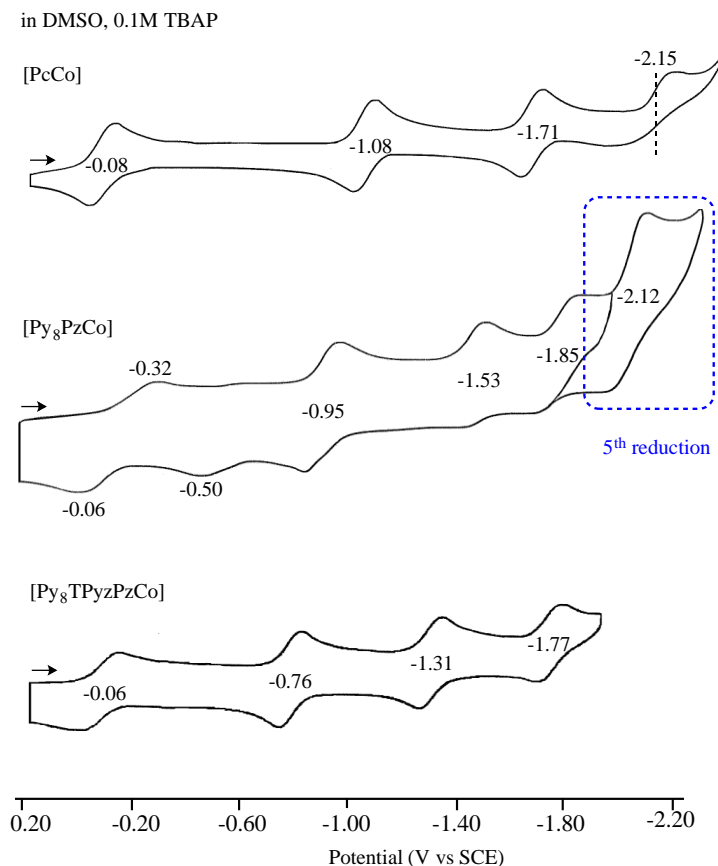 in DMSO, 0.1M TBAP
-2.15
[PcCo]
-0.08
-1.08
-1.71
-2.12
[Py8PzCo]
-0.32
-0.95
-1.53
-1.85
5th reduction
-0.06
-0.50
[Py8TPyzPzCo]
-0.06
-0.76
-1.31
-1.77
0.20 -0.20 -0.60 -1.00 -1.40 -1.80 -2.20
Potential (V vs SCE)